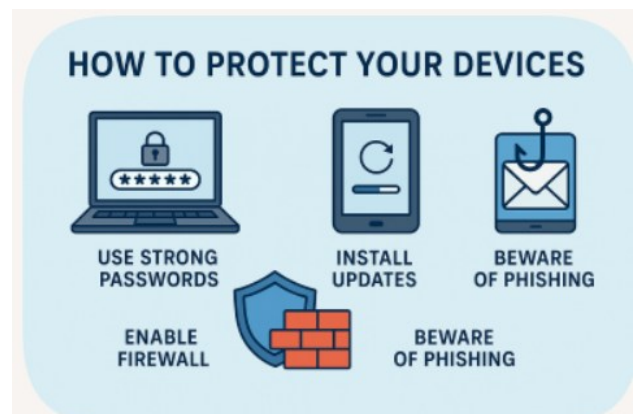 HOW TO PROTECT YOUR DEVICES
*****
USE STRONG
PASSWORDS
INSTALL
UPDATES
BEWARE
OF PHISHING
ENABLE
FIREWALL
BEWARE
OF PHISHING